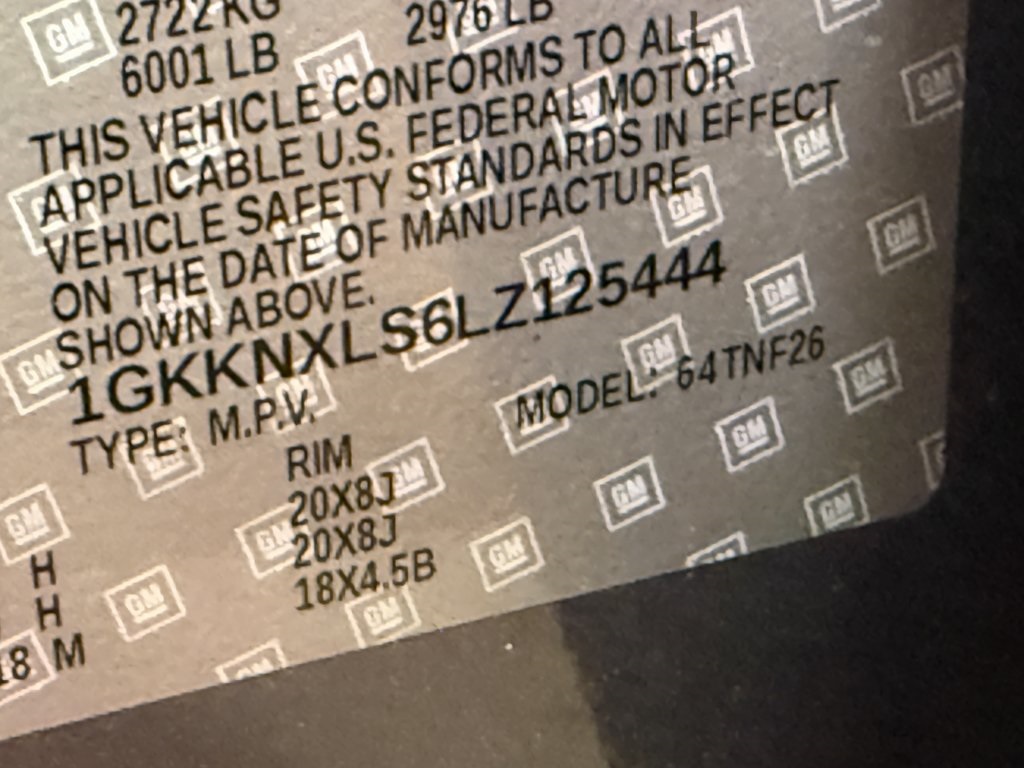 2722 KG 2976 LB
6001 LB
THIS VEHICLE CONFORMS TO ALL
APPLICABLE U.S. FEDERAL MOTOR
VEHICLE SAFETY STANDARDS IN EFFECT
ON THE DATE OF MANUFACTURE
SHOWN ABOVE.
1GKKNXLS6LZ125444
TYPE: M.P.V. MODEL: 64TNF26
RIM
20X8J
H 20X8J
H 18X4.5B
18 M
GM